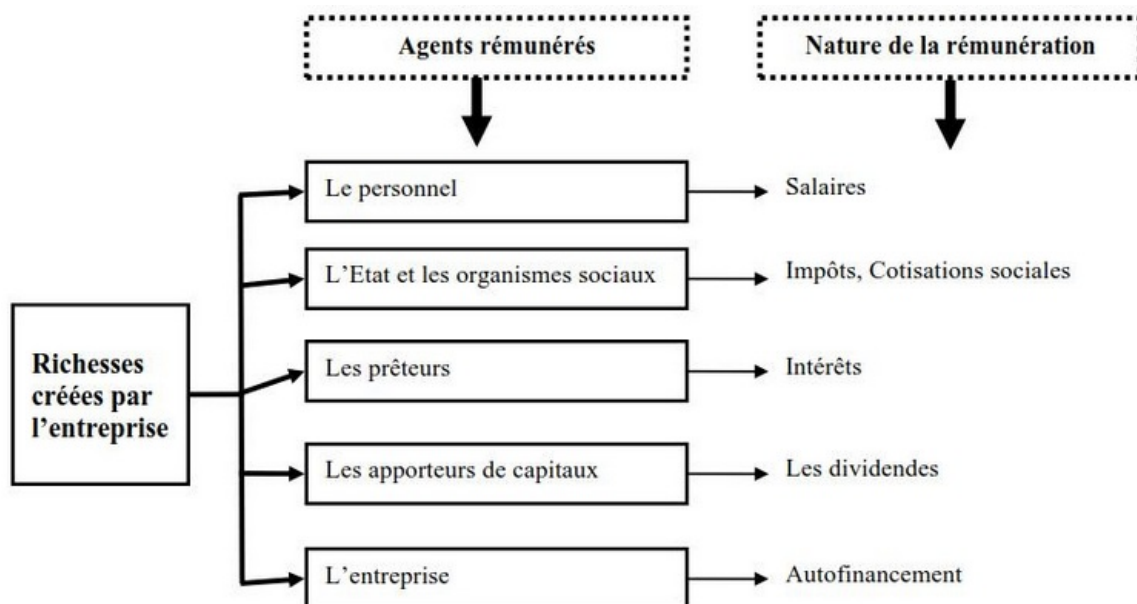 Agents rémunérés
Nature de la rémunération
Le personnel
Salaires
L'Etat et les organismes sociaux
Impôts, Cotisations sociales
Richesses
créées par
l'entreprise
Les prêteurs
Intérêts
Les apporteurs de capitaux
Les dividendes
L'entreprise
Autofinancement